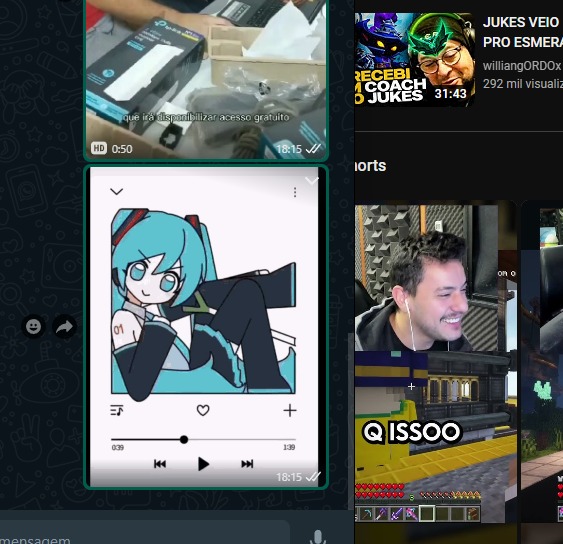 que irá disponibilizar acesso gratuito
HD 0:50
18:15
01
0:39
1:39
18:15
mensagem
RECEBI
M COACH
O JUKES
31:43
JUKES VEIO
PRO ESMERA
williangORDOx
292 mil visualiz
horts
Q ISSOO